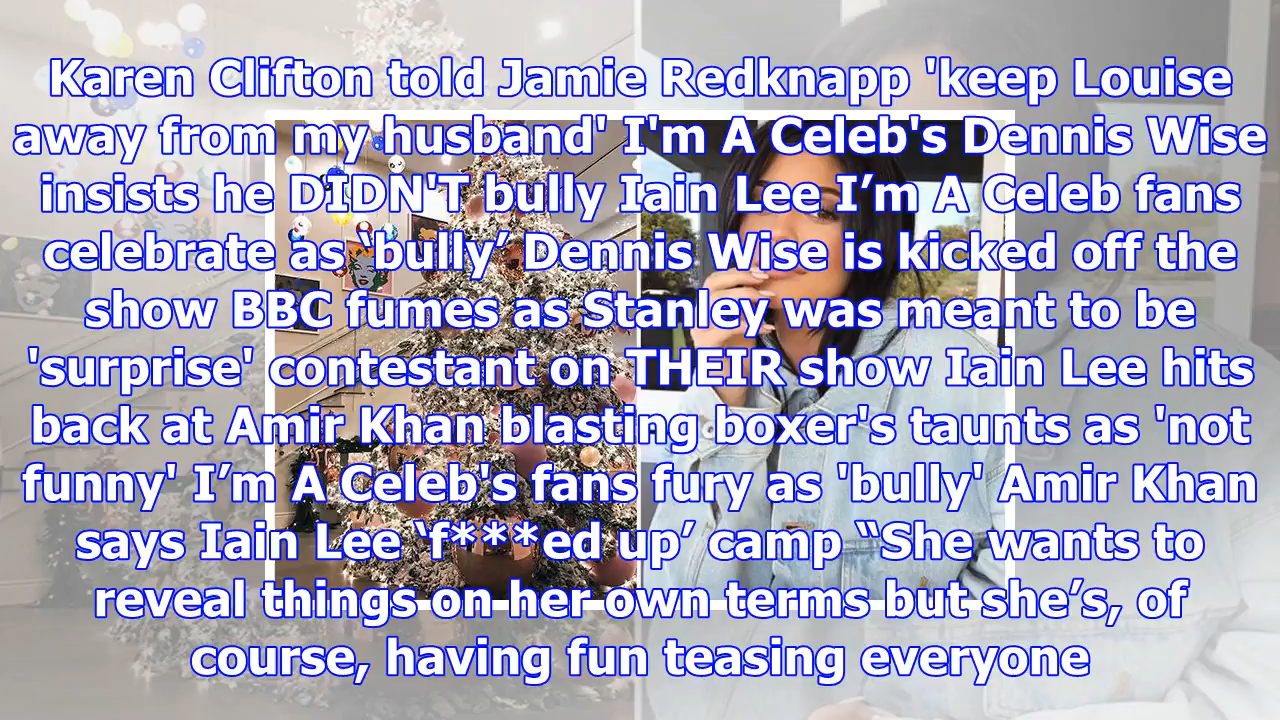 Karen Clifton told Jamie Redknapp 'keep Louise
away from my husband' I'm A Celeb's Dennis Wise
insists he DIDN'T bully Iain Lee I’m A Celeb fans
celebrate as ‘bully’ Dennis Wise is kicked off the
show BBC fumes as Stanley was meant to be
'surprise' contestant on THEIR show Iain Lee hits
back at Amir Khan blasting boxer's taunts as 'not
funny' I’m A Celeb's fans fury as 'bully' Amir Khan
says Iain Lee ‘f***ed up’ camp “She wants to
reveal things on her own terms but she’s, of
course, having fun teasing everyone